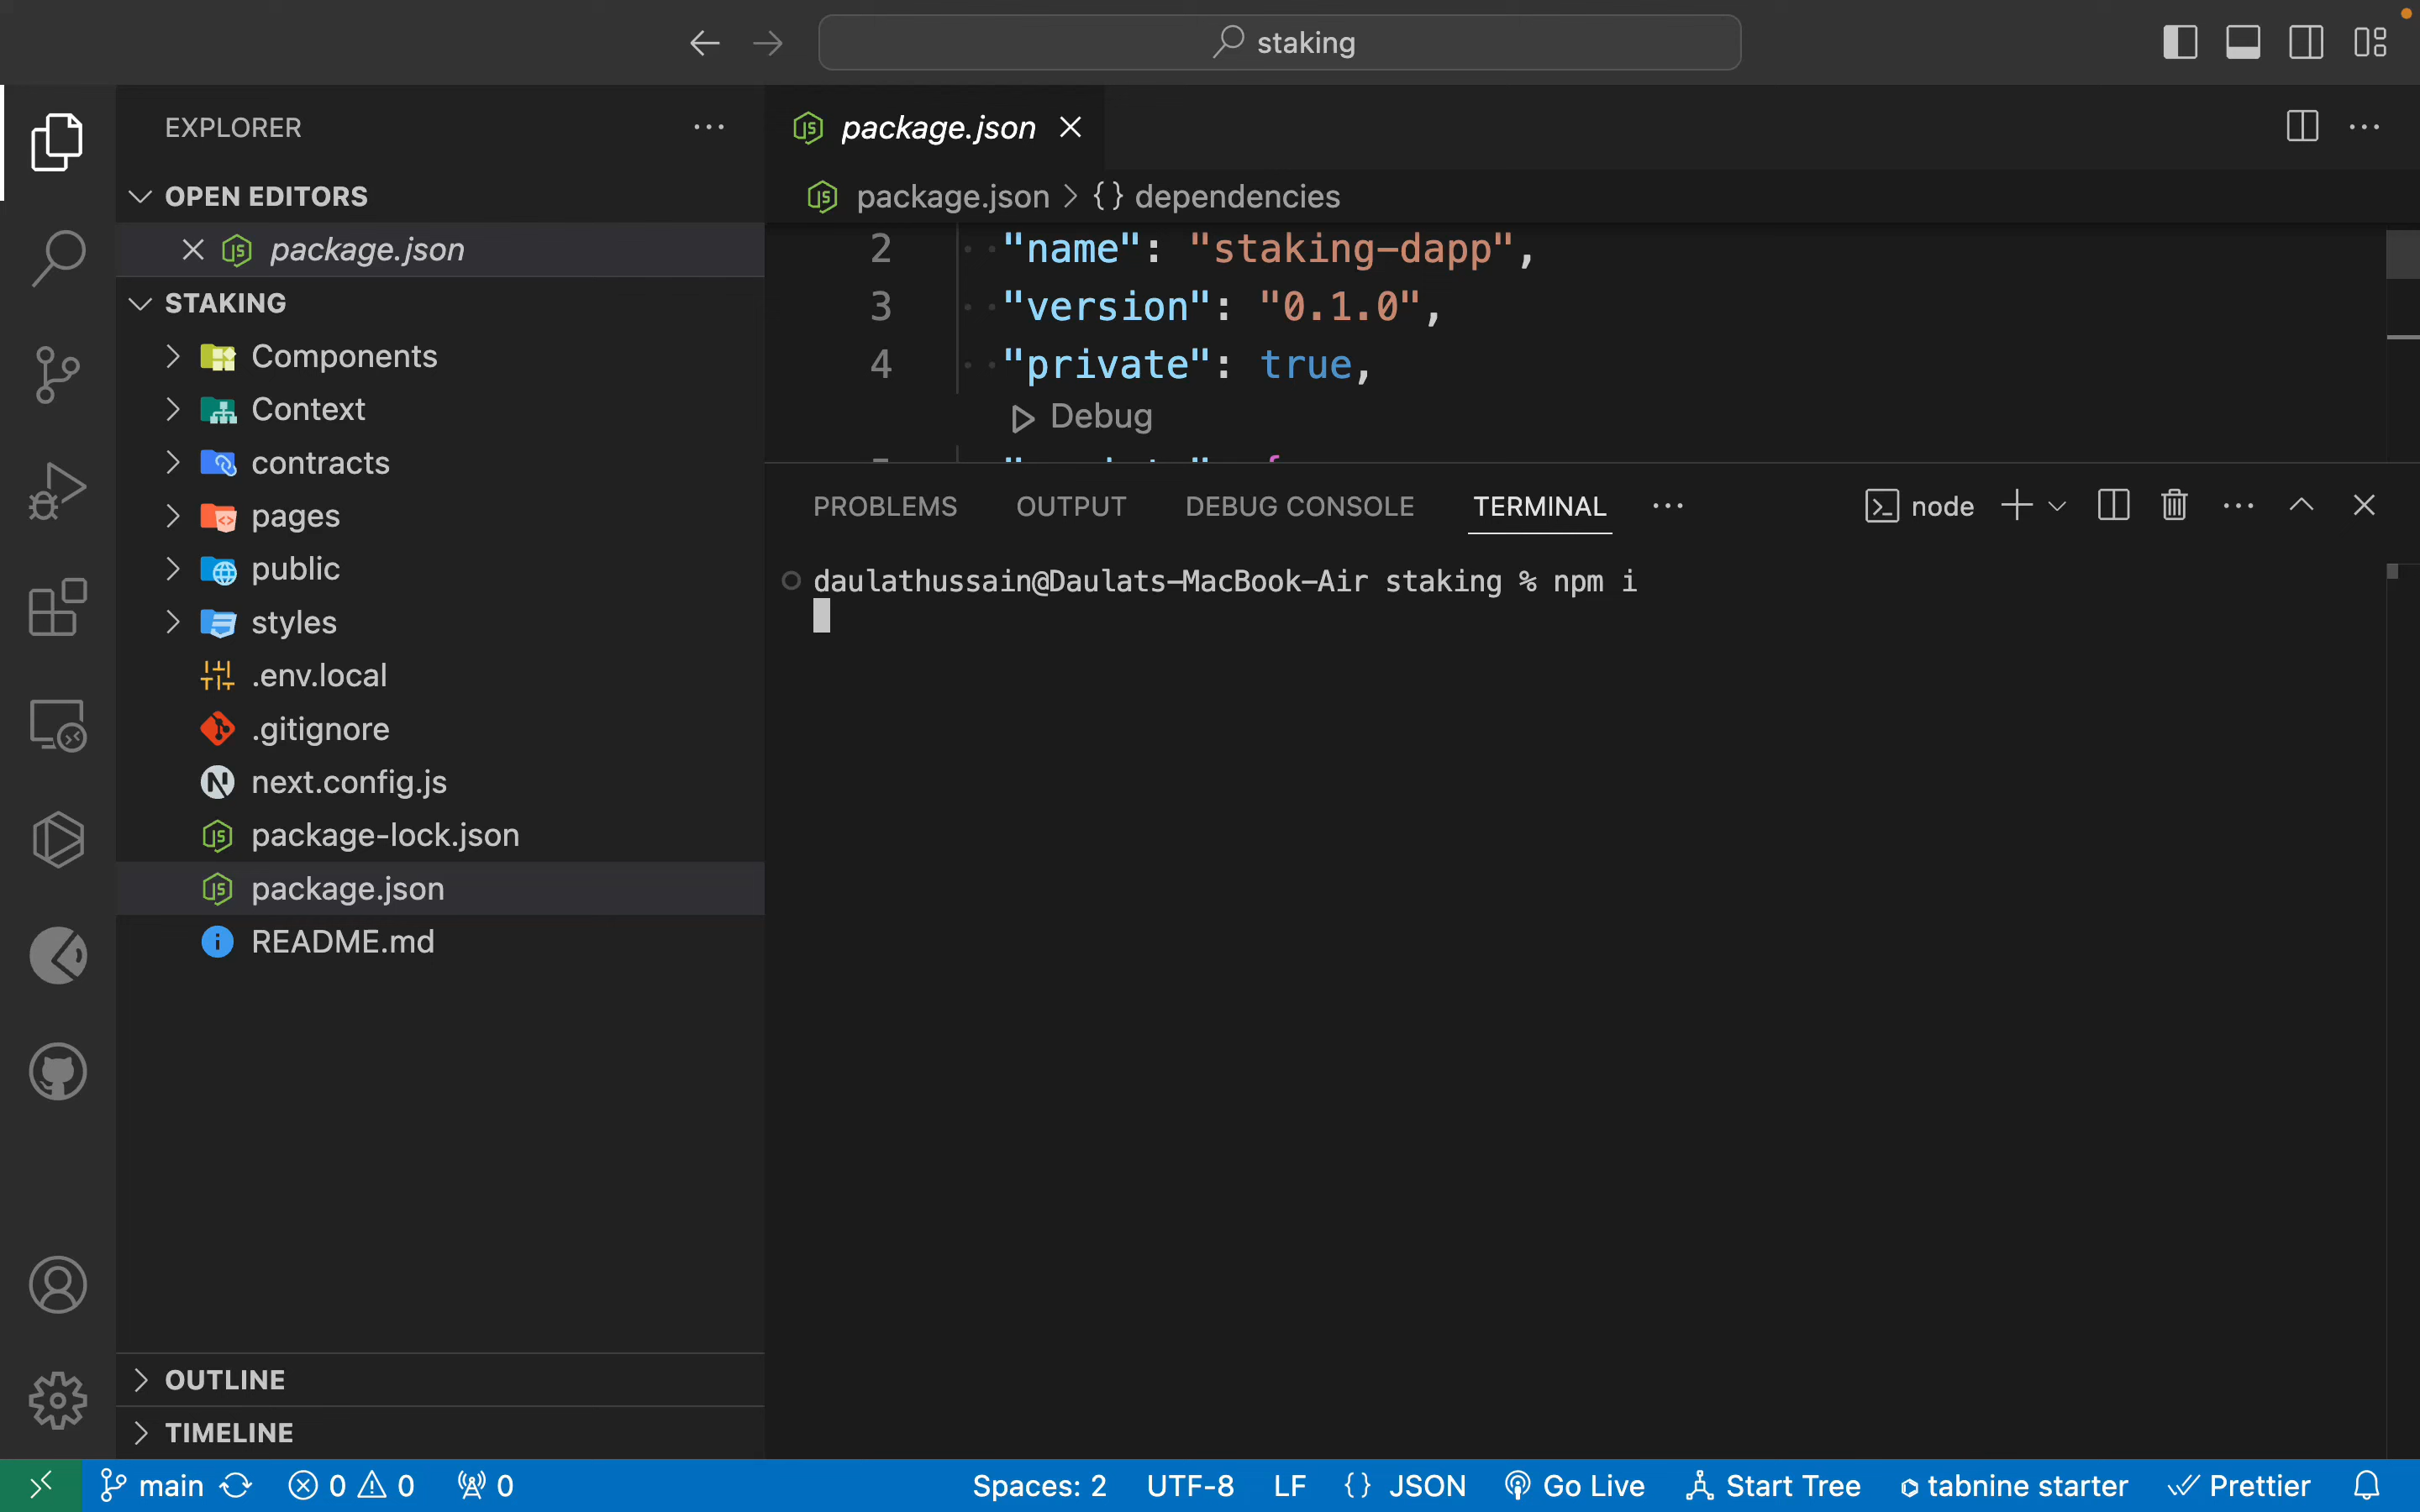 staking
EXPLORER
OPEN EDITORS
package.json
STAKING
Components
Context
contracts
pages
public
styles
.env.local
.gitignore
next.config.js
package-lock.json
package.json
README.md
OUTLINE
TIMELINE
package.json
package.json > {} dependencies
2 "name": "staking-dapp",
3 "version": "0.1.0",
4 "private": true,
Debug
PROBLEMS OUTPUT DEBUG CONSOLE TERMINAL
node
daulathussain@Daulats-MacBook-Air staking % npm i
main 0 0 0 Spaces: 2 UTF-8 LF {} JSON Go Live Start Tree tabnine starter Prettier